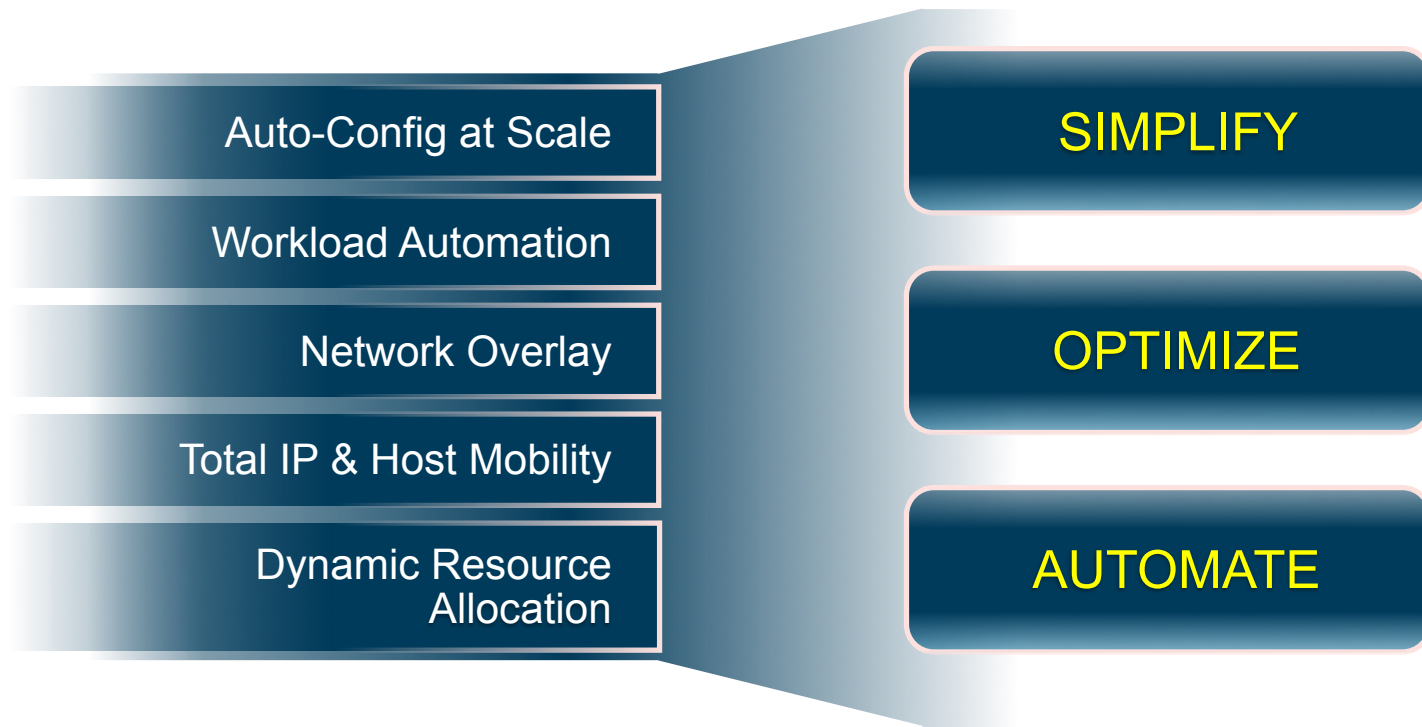 Auto-Config at Scale
Workload Automation
Network Overlay
Total IP & Host Mobility
Dynamic Resource
Allocation
SIMPLIFY
OPTIMIZE
AUTOMATE